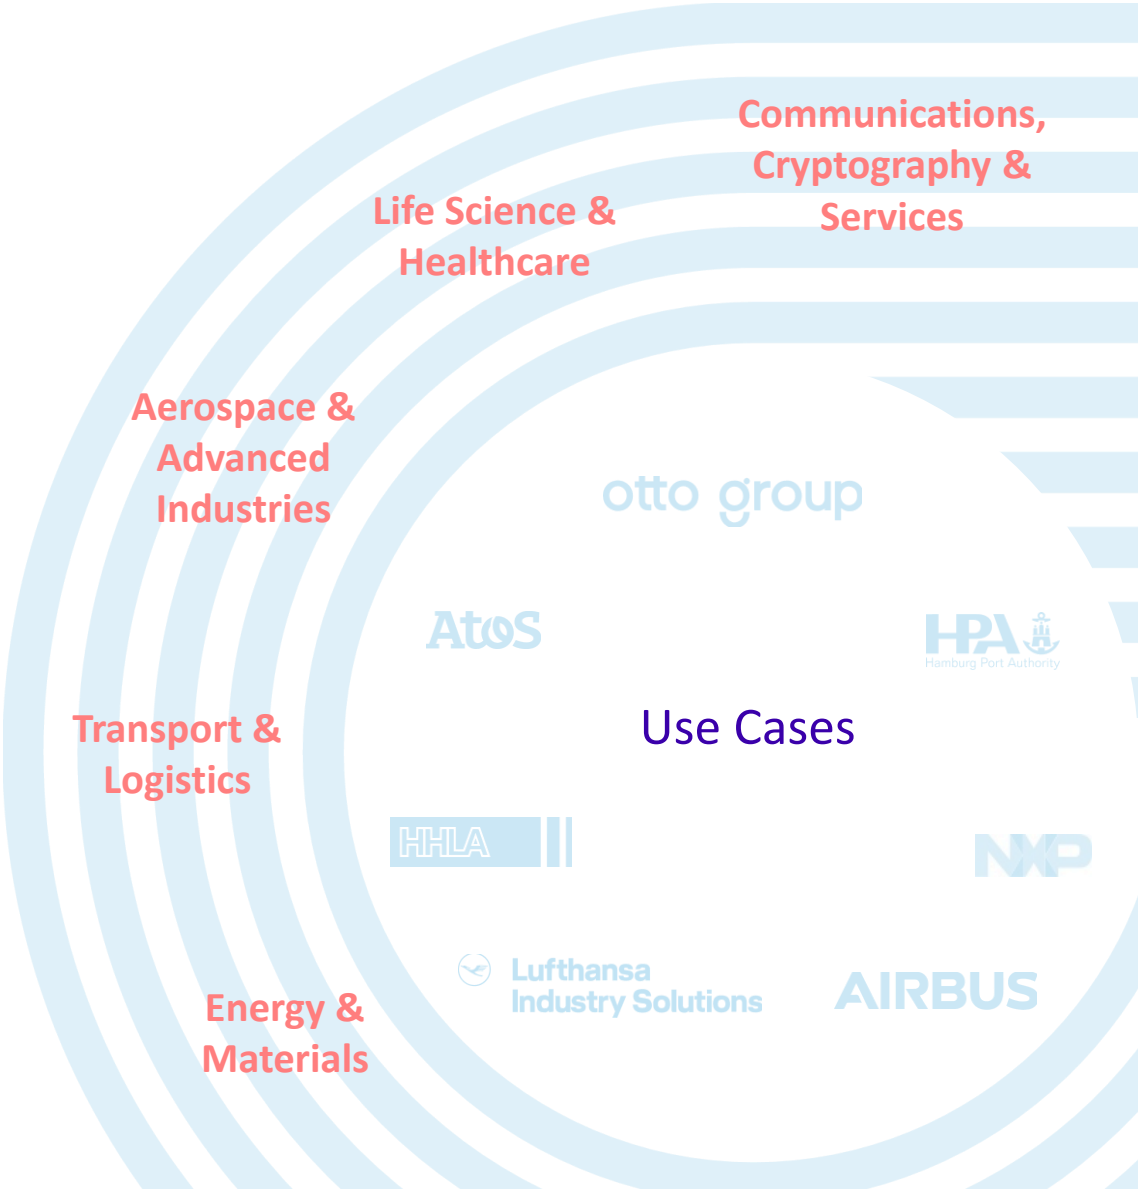 Communications,
Cryptography &
Services
Life Science &
Healthcare
Aerospace &
Advanced
Industries
otto group
Atos
HPA
Hamburg Port Authority
Use Cases
Transport &
Logistics
HHLA
NXP
Lufthansa
Industry Solutions
AIRBUS
Energy &
Materials